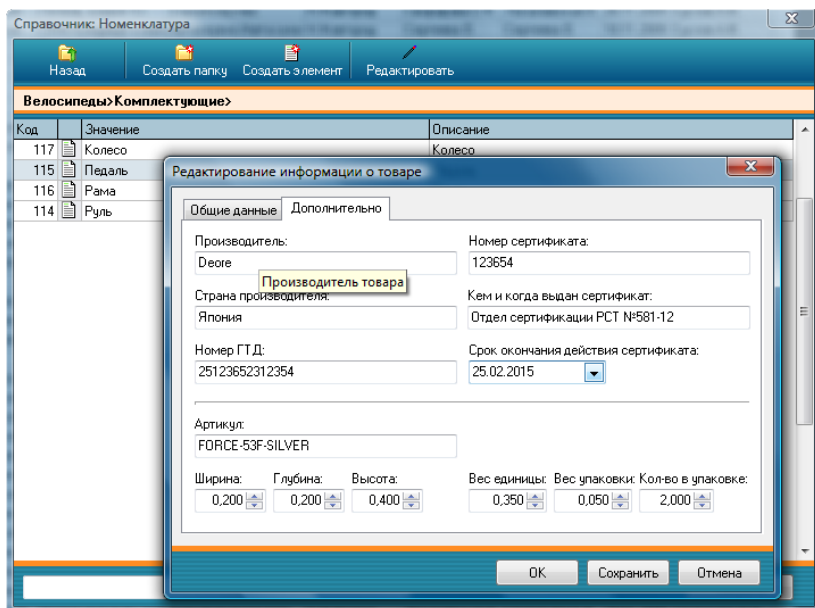 Справочник: Номенклатура
Назад
Создать папку
Создать элемент
Редактировать
Велосипеды>Комплектующие>
Код Значение Описание
117 Колесо Колесо
115 Педаль
116 Рама
114 Руль
Редактирование информации о товаре
Общие данные Дополнительно
Производитель: Номер сертификата:
Deore 123654
Производитель товара
Страна производителя: Кем и когда выдан сертификат:
Япония Отдел сертификации РСТ №581-12
Номер ГТД: Срок окончания действия сертификата:
25123652312354 25.02.2015
Артикул:
FORCE-53F-SILVER
Ширина: Глубина: Высота: Вес единицы: Вес упаковки: Кол-во в упаковке:
0,200 0,200 0,400 0,350 0,050 2,000
OK Сохранить Отмена